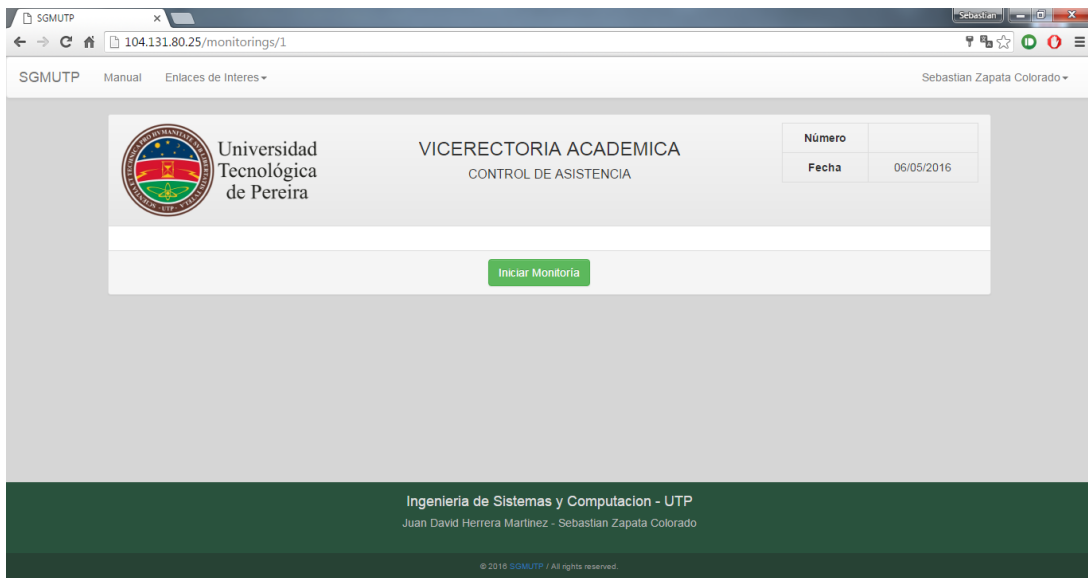 SGMUTP
Sebastian
104.131.80.25/monitorings/1
SGMUTP Manual Enlaces de Interes Sebastian Zapata Colorado
Universidad
Tecnológica
de Pereira
VICERECTORIA ACADEMICA
CONTROL DE ASISTENCIA
Número
Fecha 06/05/2016
Iniciar Monitoría
Ingenieria de Sistemas y Computacion - UTP
Juan David Herrera Martinez - Sebastian Zapata Colorado
© 2016 SGMUTP / All rights reserved.